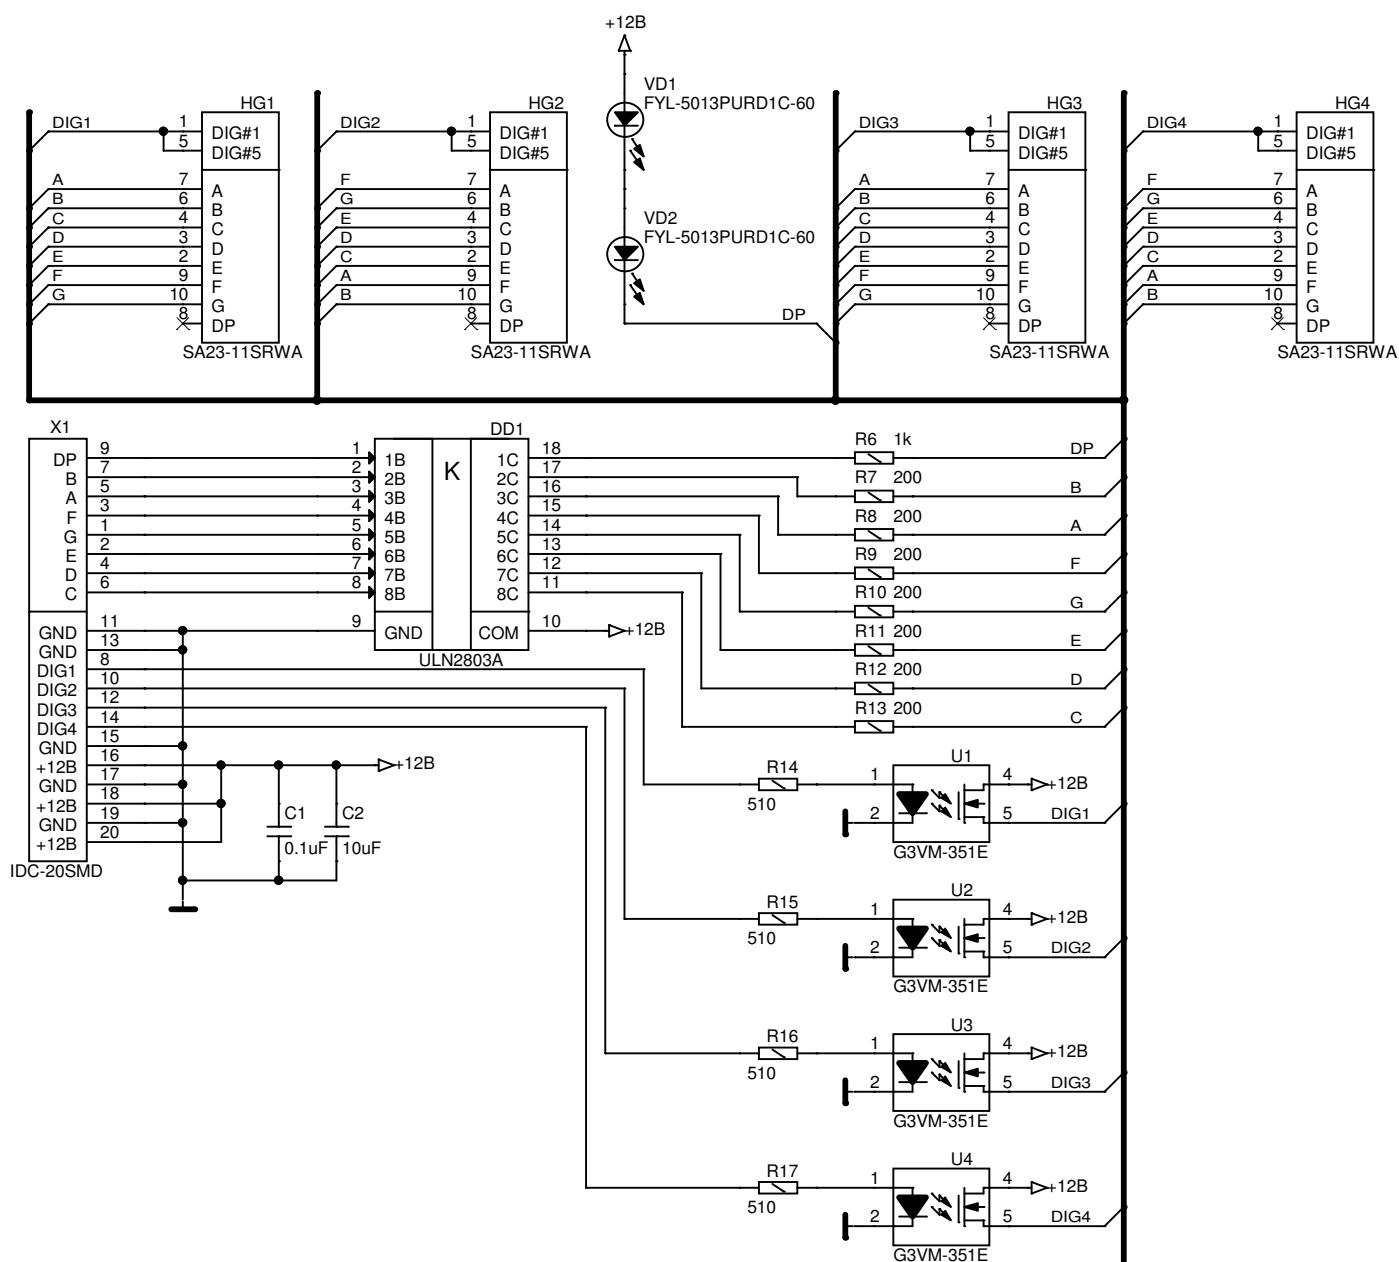 +12B
VD1
FYL-5013PURD1C-60
VD2
FYL-5013PURD1C-60
DP
HG1
DIG1 1 DIG#1
5 DIG#5
A 7 A
B 6 B
C 4 C
D 3 D
E 2 E
F 9 F
G 10 G
8 DP
SA23-11SRWA
HG2
DIG2 1 DIG#1
5 DIG#5
F 7 A
G 6 B
E 4 C
D 3 D
C 2 E
A 9 F
B 10 G
8 DP
SA23-11SRWA
HG3
DIG3 1 DIG#1
5 DIG#5
A 7 A
B 6 B
C 4 C
D 3 D
E 2 E
F 9 F
G 10 G
8 DP
SA23-11SRWA
HG4
DIG4 1 DIG#1
5 DIG#5
F 7 A
G 6 B
E 4 C
D 3 D
C 2 E
A 9 F
B 10 G
8 DP
SA23-11SRWA
X1
DP 9
B 7
A 5
F 3
G 1
E 2
D 4
C 6
GND 11
GND 13
DIG1 8
DIG2 10
DIG3 12
DIG4 14
GND 15
+12B 16
GND 17
+12B 18
GND 19
+12B 20
IDC-20SMD
+12B
C1
0.1uF
C2
10uF
DD1
K
1 1B 1C 18
2 2B 2C 17
3 3B 3C 16
4 4B 4C 15
5 5B 5C 14
6 6B 6C 13
7 7B 7C 12
8 8B 8C 11
9 GND COM 10 +12B
ULN2803A
R6 1k DP
R7 200 B
R8 200 A
R9 200 F
R10 200 G
R11 200 E
R12 200 D
R13 200 C
U1
R14 1 4 +12B
510 2 5 DIG1
G3VM-351E
U2
R15 1 4 +12B
510 2 5 DIG2
G3VM-351E
U3
R16 1 4 +12B
510 2 5 DIG3
G3VM-351E
U4
R17 1 4 +12B
510 2 5 DIG4
G3VM-351E